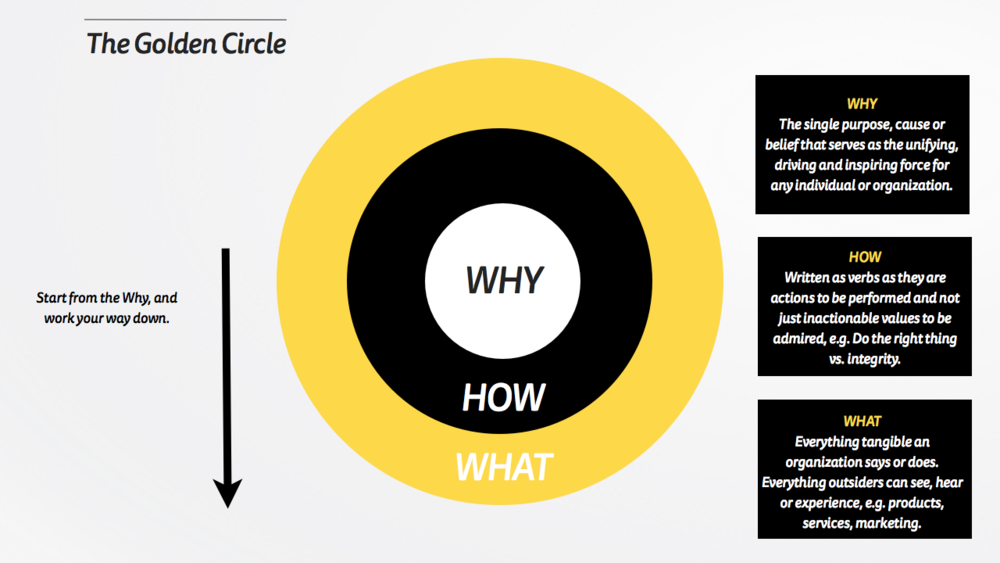 The Golden Circle
Start from the Why, and
work your way down.
WHY
HOW
WHAT
WHY
The single purpose, cause or
belief that serves as the unifying,
driving and inspiring force for
any individual or organization.
HOW
Written as verbs as they are
actions to be performed and not
just inactionable values to be
admired, e.g. Do the right thing
vs. integrity.
WHAT
Everything tangible an
organization says or does.
Everything outsiders can see, hear
or experience, e.g. products,
services, marketing.